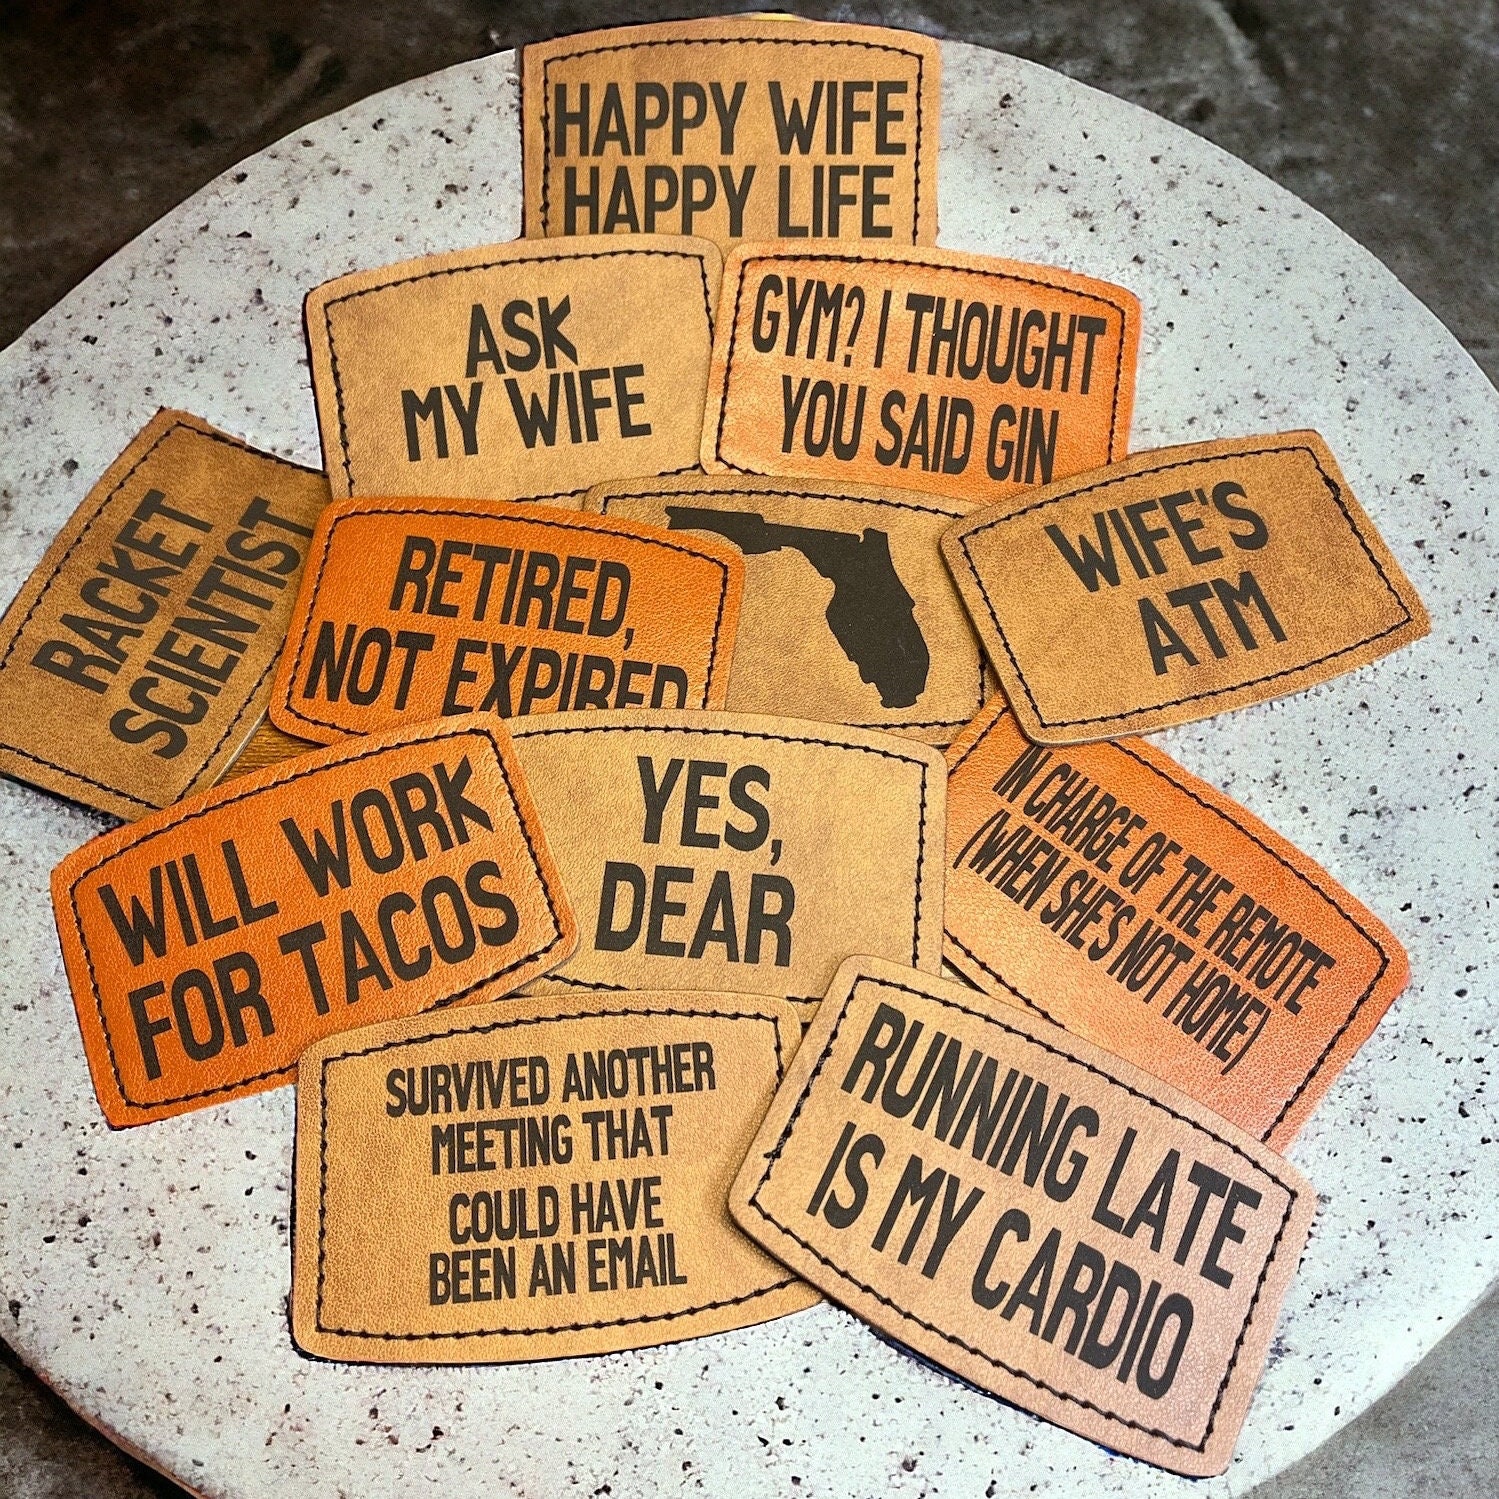 HAPPY WIFE
HAPPY LIFE
ASK
MY WIFE
GYM? I THOUGHT
YOU SAID GIN
RACKET
SCIENTIST
RETIRED,
NOT EXPIRED
WIFE'S
ATM
WILL WORK
FOR TACOS
YES,
DEAR
IN CHARGE OF THE REMOTE
(WHEN SHE'S NOT HOME)
SURVIVED ANOTHER
MEETING THAT
COULD HAVE
BEEN AN EMAIL
RUNNING LATE
IS MY CARDIO